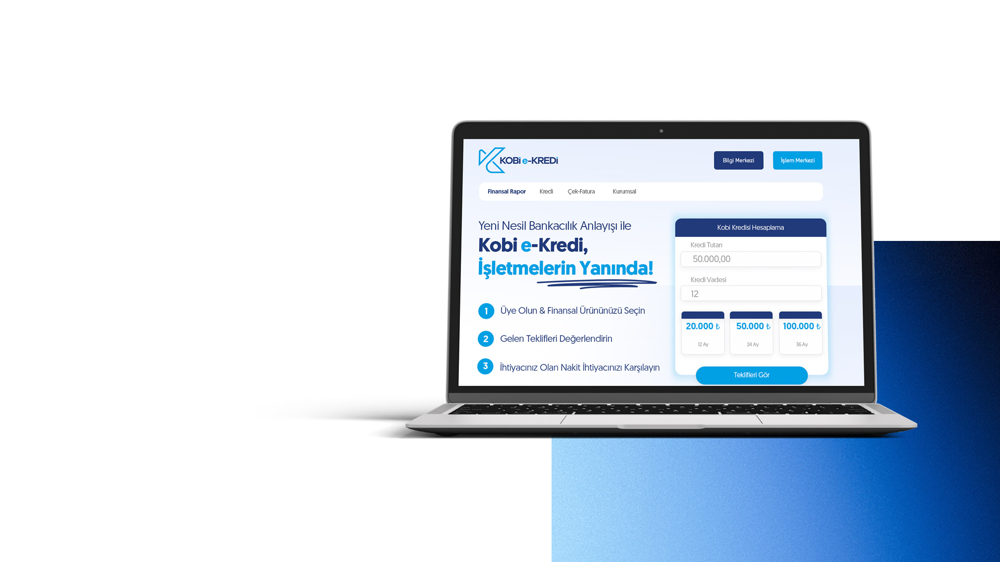 KOBi e-KREDi
Bilgi Merkezi
İşlem Merkezi
Finansal Rapor
Kredi
Çek-Fatura
Kurumsal
Yeni Nesil Bankacılık Anlayışı ile
Kobi e-Kredi,
İşletmelerin Yanında!
1 Üye Olun & Finansal Ürününüzü Seçin
2 Gelen Teklifleri Değerlendirin
3 İhtiyacınız Olan Nakit İhtiyacınızı Karşılayın
Kobi Kredisi Hesaplama
Kredi Tutarı
50.000,00
Kredi Vadesi
12
20.000 ₺
12 Ay
50.000 ₺
24 Ay
100.000 ₺
36 Ay
Teklifleri Gör